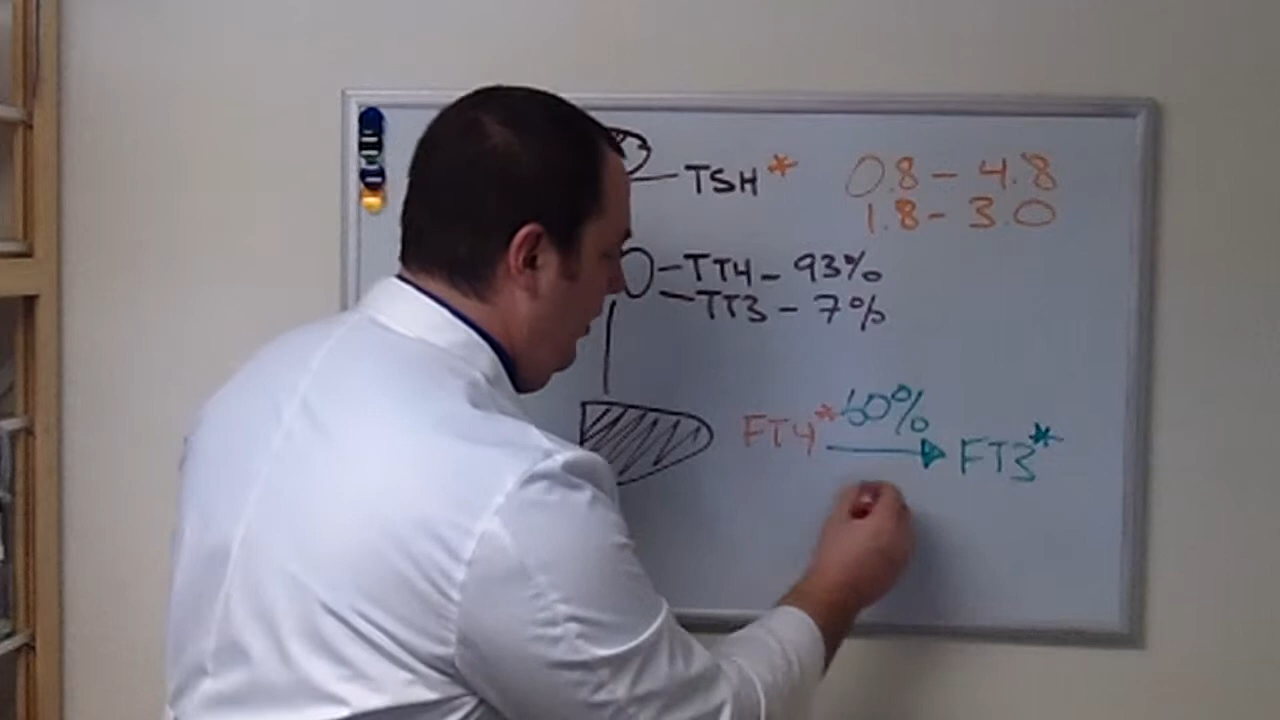 TSH* 0.8 - 4.8
1.8 - 3.0
TT4 - 93%
TT3 - 7%
60%
FT4* FT3*